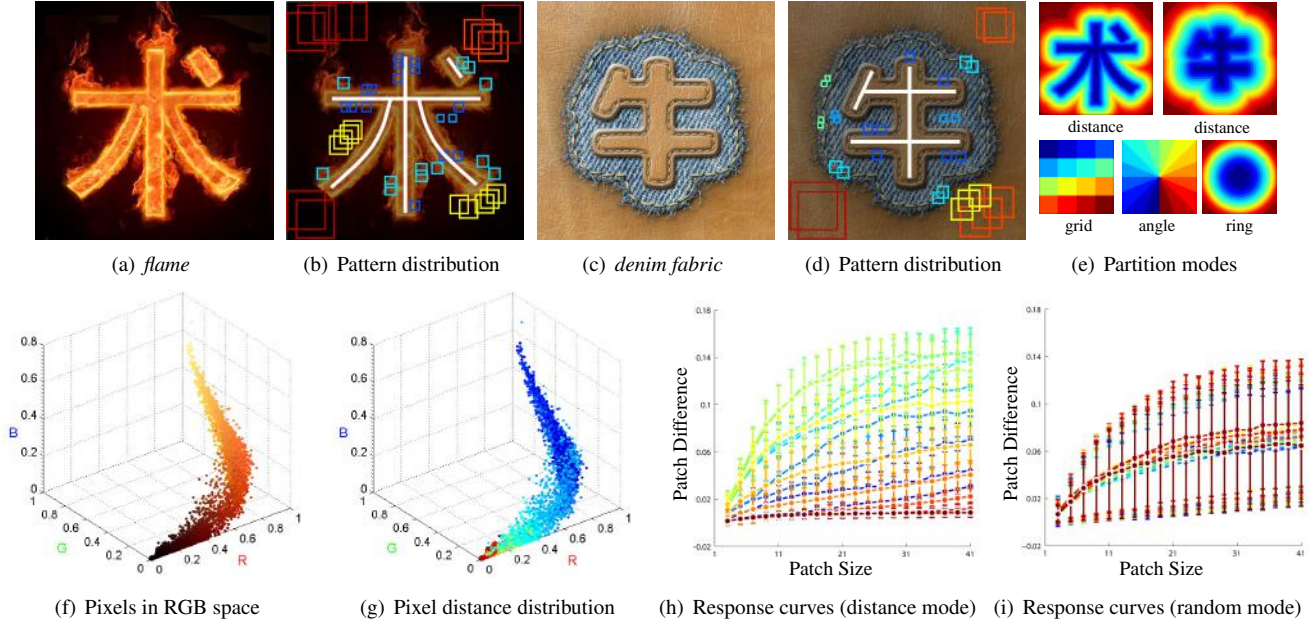 术
术
牛
牛
术
牛
distance distance
grid angle ring
(a) flame (b) Pattern distribution (c) denim fabric (d) Pattern distribution (e) Partition modes
B
0.8
0.6
0.4
0.2
0
1
0.8
0.6
G
0.4
0.2
0
0
0.2
0.4
R
0.6
0.8
1
B
0.8
0.6
0.4
0.2
0
1
0.8
0.6
G
0.4
0.2
0
0
0.2
0.4
R
0.6
0.8
1
Patch Difference
0.18
0.14
0.1
0.06
0.02
−0.02
1 11 21 31 41
Patch Size
Patch Difference
0.18
0.14
0.1
0.06
0.02
−0.02
1 11 21 31 41
Patch Size
(f) Pixels in RGB space (g) Pixel distance distribution (h) Response curves (distance mode) (i) Response curves (random mode)